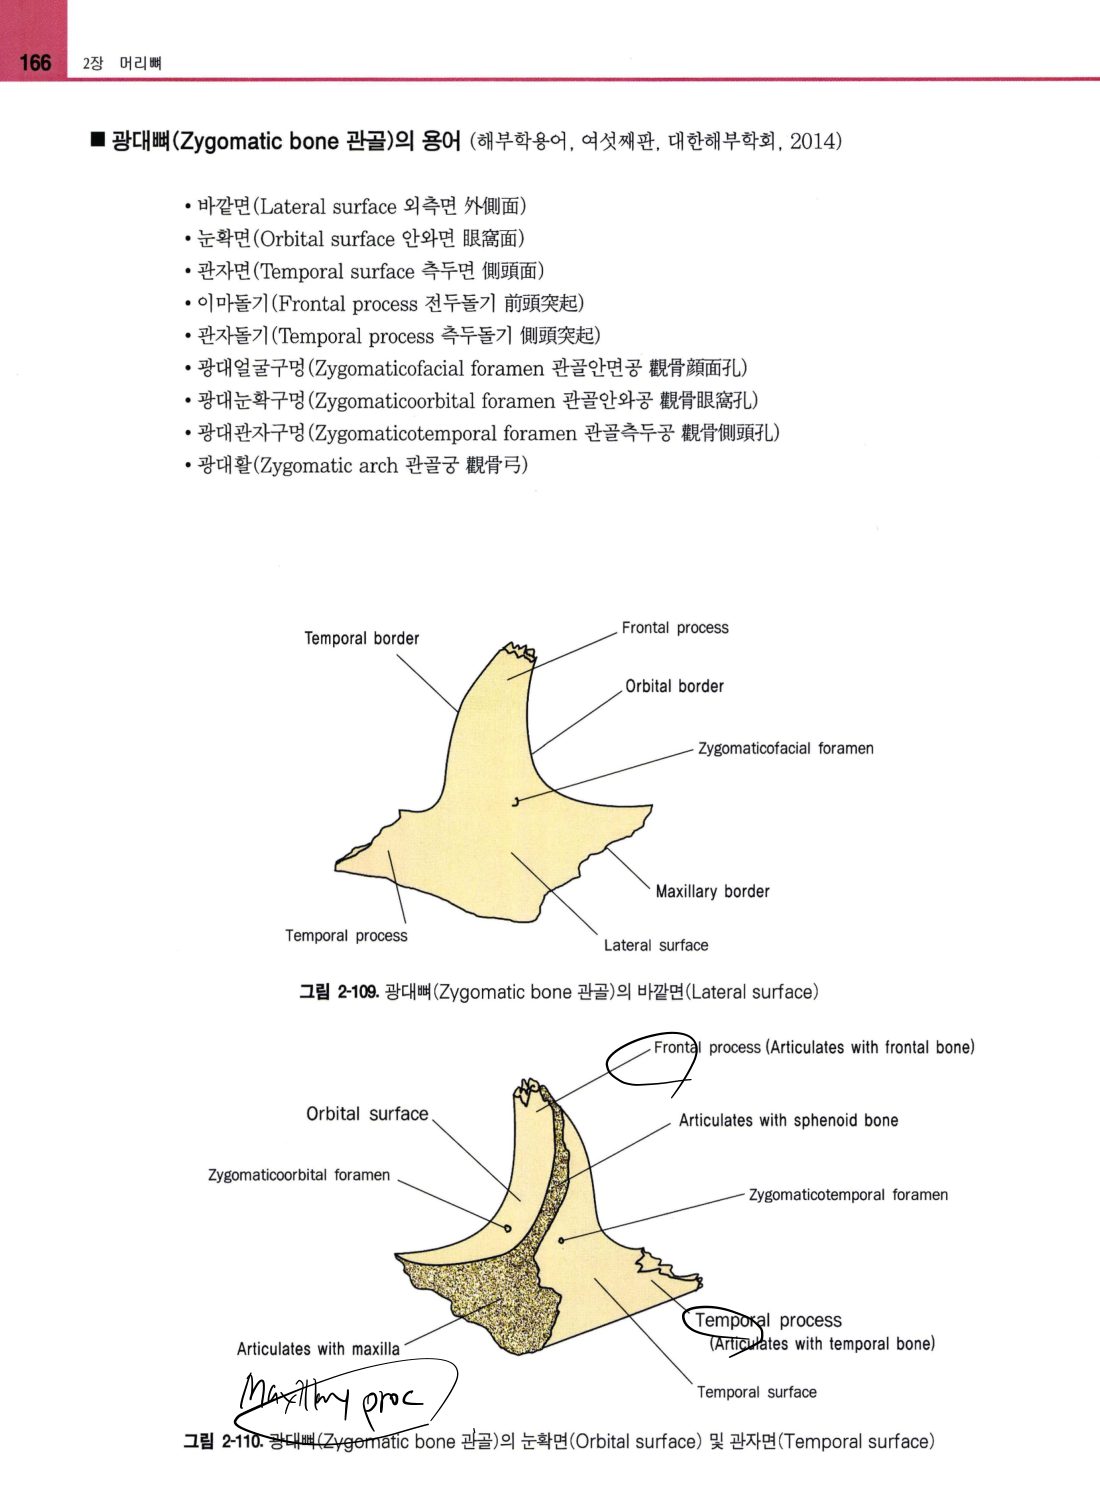 166 2장 머리뼈
■ 광대뼈(Zygomatic bone 관골)의 용어 (해부학용어, 여섯째판, 대한해부학회, 2014)
• 바깥면(Lateral surface 외측면 外側面)
• 눈확면(Orbital surface 안와면 眼窩面)
• 관자면(Temporal surface 측두면 側頭面)
• 이마돌기(Frontal process 전두돌기 前頭突起)
• 관자돌기(Temporal process 측두돌기 側頭突起)
• 광대얼굴구멍(Zygomaticofacial foramen 관골안면공 觀骨顔面孔)
• 광대눈확구멍(Zygomaticoorbital foramen 관골안와공 觀骨眼窩孔)
• 광대관자구멍(Zygomaticotemporal foramen 관골측두공 觀骨側頭孔)
• 광대활(Zygomatic arch 관골궁 觀骨弓)
Frontal process
Temporal border
Orbital border
Zygomaticofacial foramen
Maxillary border
Temporal process
Lateral surface
그림 2-109. 광대뼈(Zygomatic bone 관골)의 바깥면(Lateral surface)
Frontal process (Articulates with frontal bone)
Orbital surface
Articulates with sphenoid bone
Zygomaticoorbital foramen
Zygomaticotemporal foramen
Temporal process
(Articulates with temporal bone)
Articulates with maxilla
Maxillary proc
Temporal surface
그림 2-110. 광대뼈(Zygomatic bone 관골)의 눈확면(Orbital surface) 및 관자면(Temporal surface)